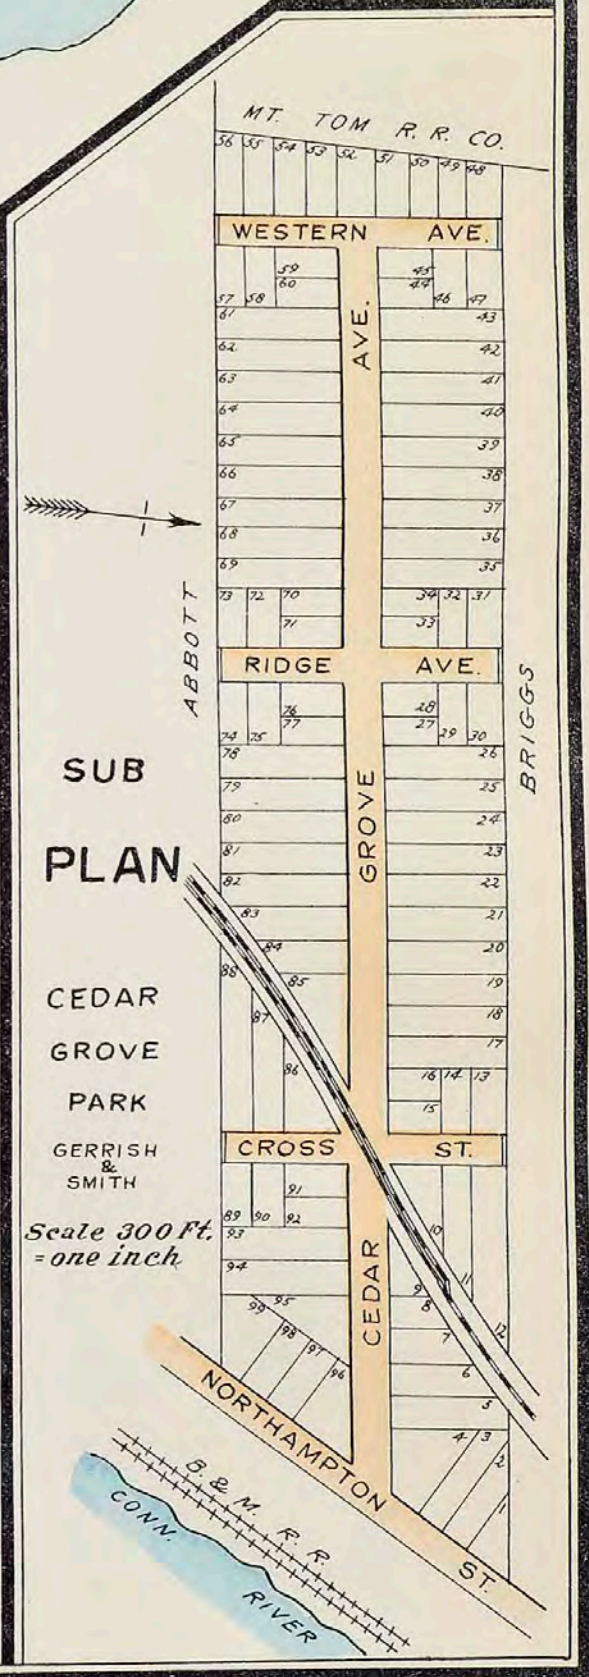 MT. TOM R. R. CO.
56 55 54 53 52 51 50 49 48
WESTERN AVE.
59 45
60 44
57 58 46 47
61 43
62 42
63 41
64 40
65 39
66 38
67 37
68 36
69 35
73 72 70 34 32 31
71 33
RIDGE AVE.
76 28
77 27
74 75 29 30
78 26
79 25
80 24
81 23
82 22
83 21
84 20
88 85 19
87 18
86 17
16 14 13
15
CROSS ST.
91
89 90 92 10
93
94 11
95 9
99 8
98 7 12
97 6
96 5
4 3
2
1
CEDAR GROVE AVE.
ABBOTT
BRIGGS
SUB
PLAN
CEDAR
GROVE
PARK
GERRISH
&
SMITH
Scale 300 Ft.
= one inch
NORTHAMPTON ST.
B. & M. R. R.
CONN. RIVER